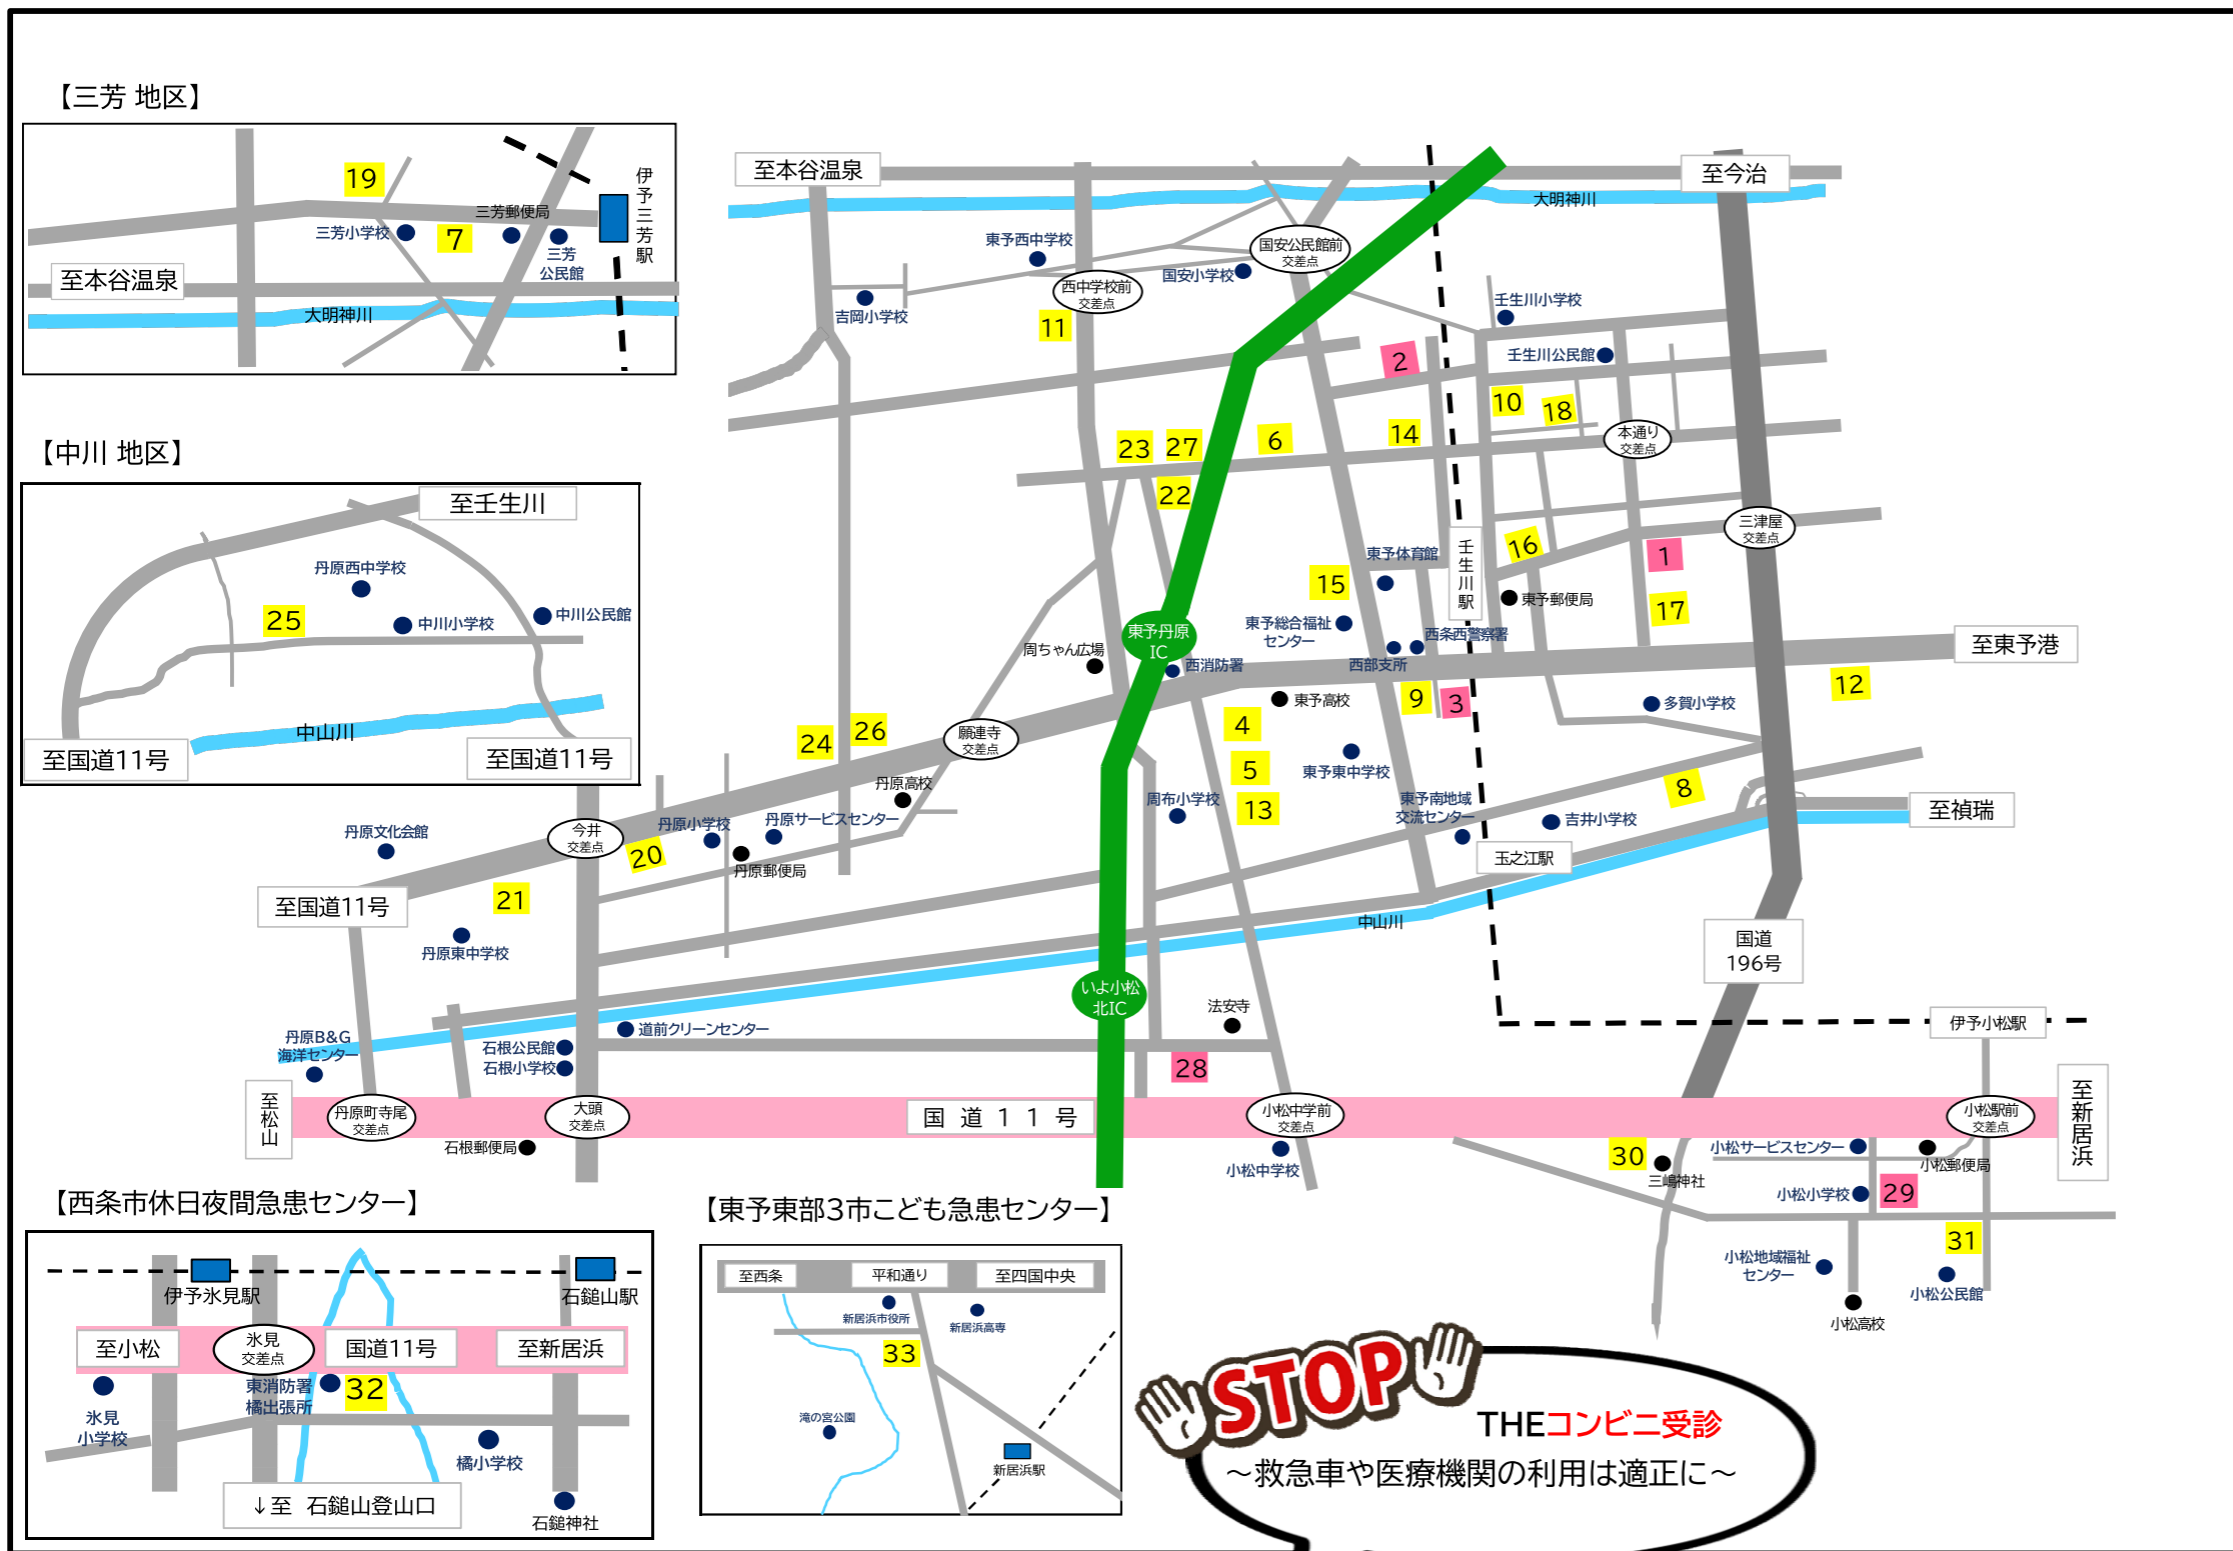 【三芳 地区】
19
三芳郵便局
三芳小学校
7
三芳
公民館
伊予三芳駅
至本谷温泉
大明神川
【中川 地区】
至壬生川
丹原西中学校
25
中川小学校
中川公民館
中山川
至国道11号
至国道11号
至本谷温泉
至今治
大明神川
東予西中学校
国安公民館前
交差点
国安小学校
西中学校前
交差点
吉岡小学校
11
壬生川小学校
壬生川公民館
2
10
18
本通り
交差点
23
27
6
14
22
三津屋
交差点
16
1
東予体育館
壬生川駅
15
東予郵便局
17
東予総合福祉
センター
西条西警察署
西部支所
東予丹原
IC
周ちゃん広場
西消防署
至東予港
12
東予高校
9
3
多賀小学校
4
24
26
願連寺
交差点
5
東予東中学校
8
丹原高校
周布小学校
13
東予南地域
交流センター
吉井小学校
至禎瑞
玉之江駅
丹原文化会館
今井
交差点
20
丹原小学校
丹原サービスセンター
丹原郵便局
21
至国道11号
丹原東中学校
中山川
国道
196号
いよ小松
北IC
法安寺
伊予小松駅
道前クリーンセンター
丹原B&G
海洋センター
石根公民館
石根小学校
28
至松山
丹原町寺尾
交差点
大頭
交差点
国道11号
小松中学前
交差点
小松駅前
交差点
至新居浜
石根郵便局
小松中学校
30
三嶋神社
小松サービスセンター
小松郵便局
小松小学校
29
31
小松地域福祉
センター
小松公民館
小松高校
【西条市休日夜間急患センター】
伊予氷見駅
石鎚山駅
至小松
氷見
交差点
国道11号
至新居浜
東消防署
橘出張所
32
氷見
小学校
橘小学校
↓至 石鎚山登山口
石鎚神社
【東予東部3市こども急患センター】
至西条
平和通り
至四国中央
新居浜市役所
新居浜高専
33
滝の宮公園
新居浜駅
STOP
THEコンビニ受診
～救急車や医療機関の利用は適正に～